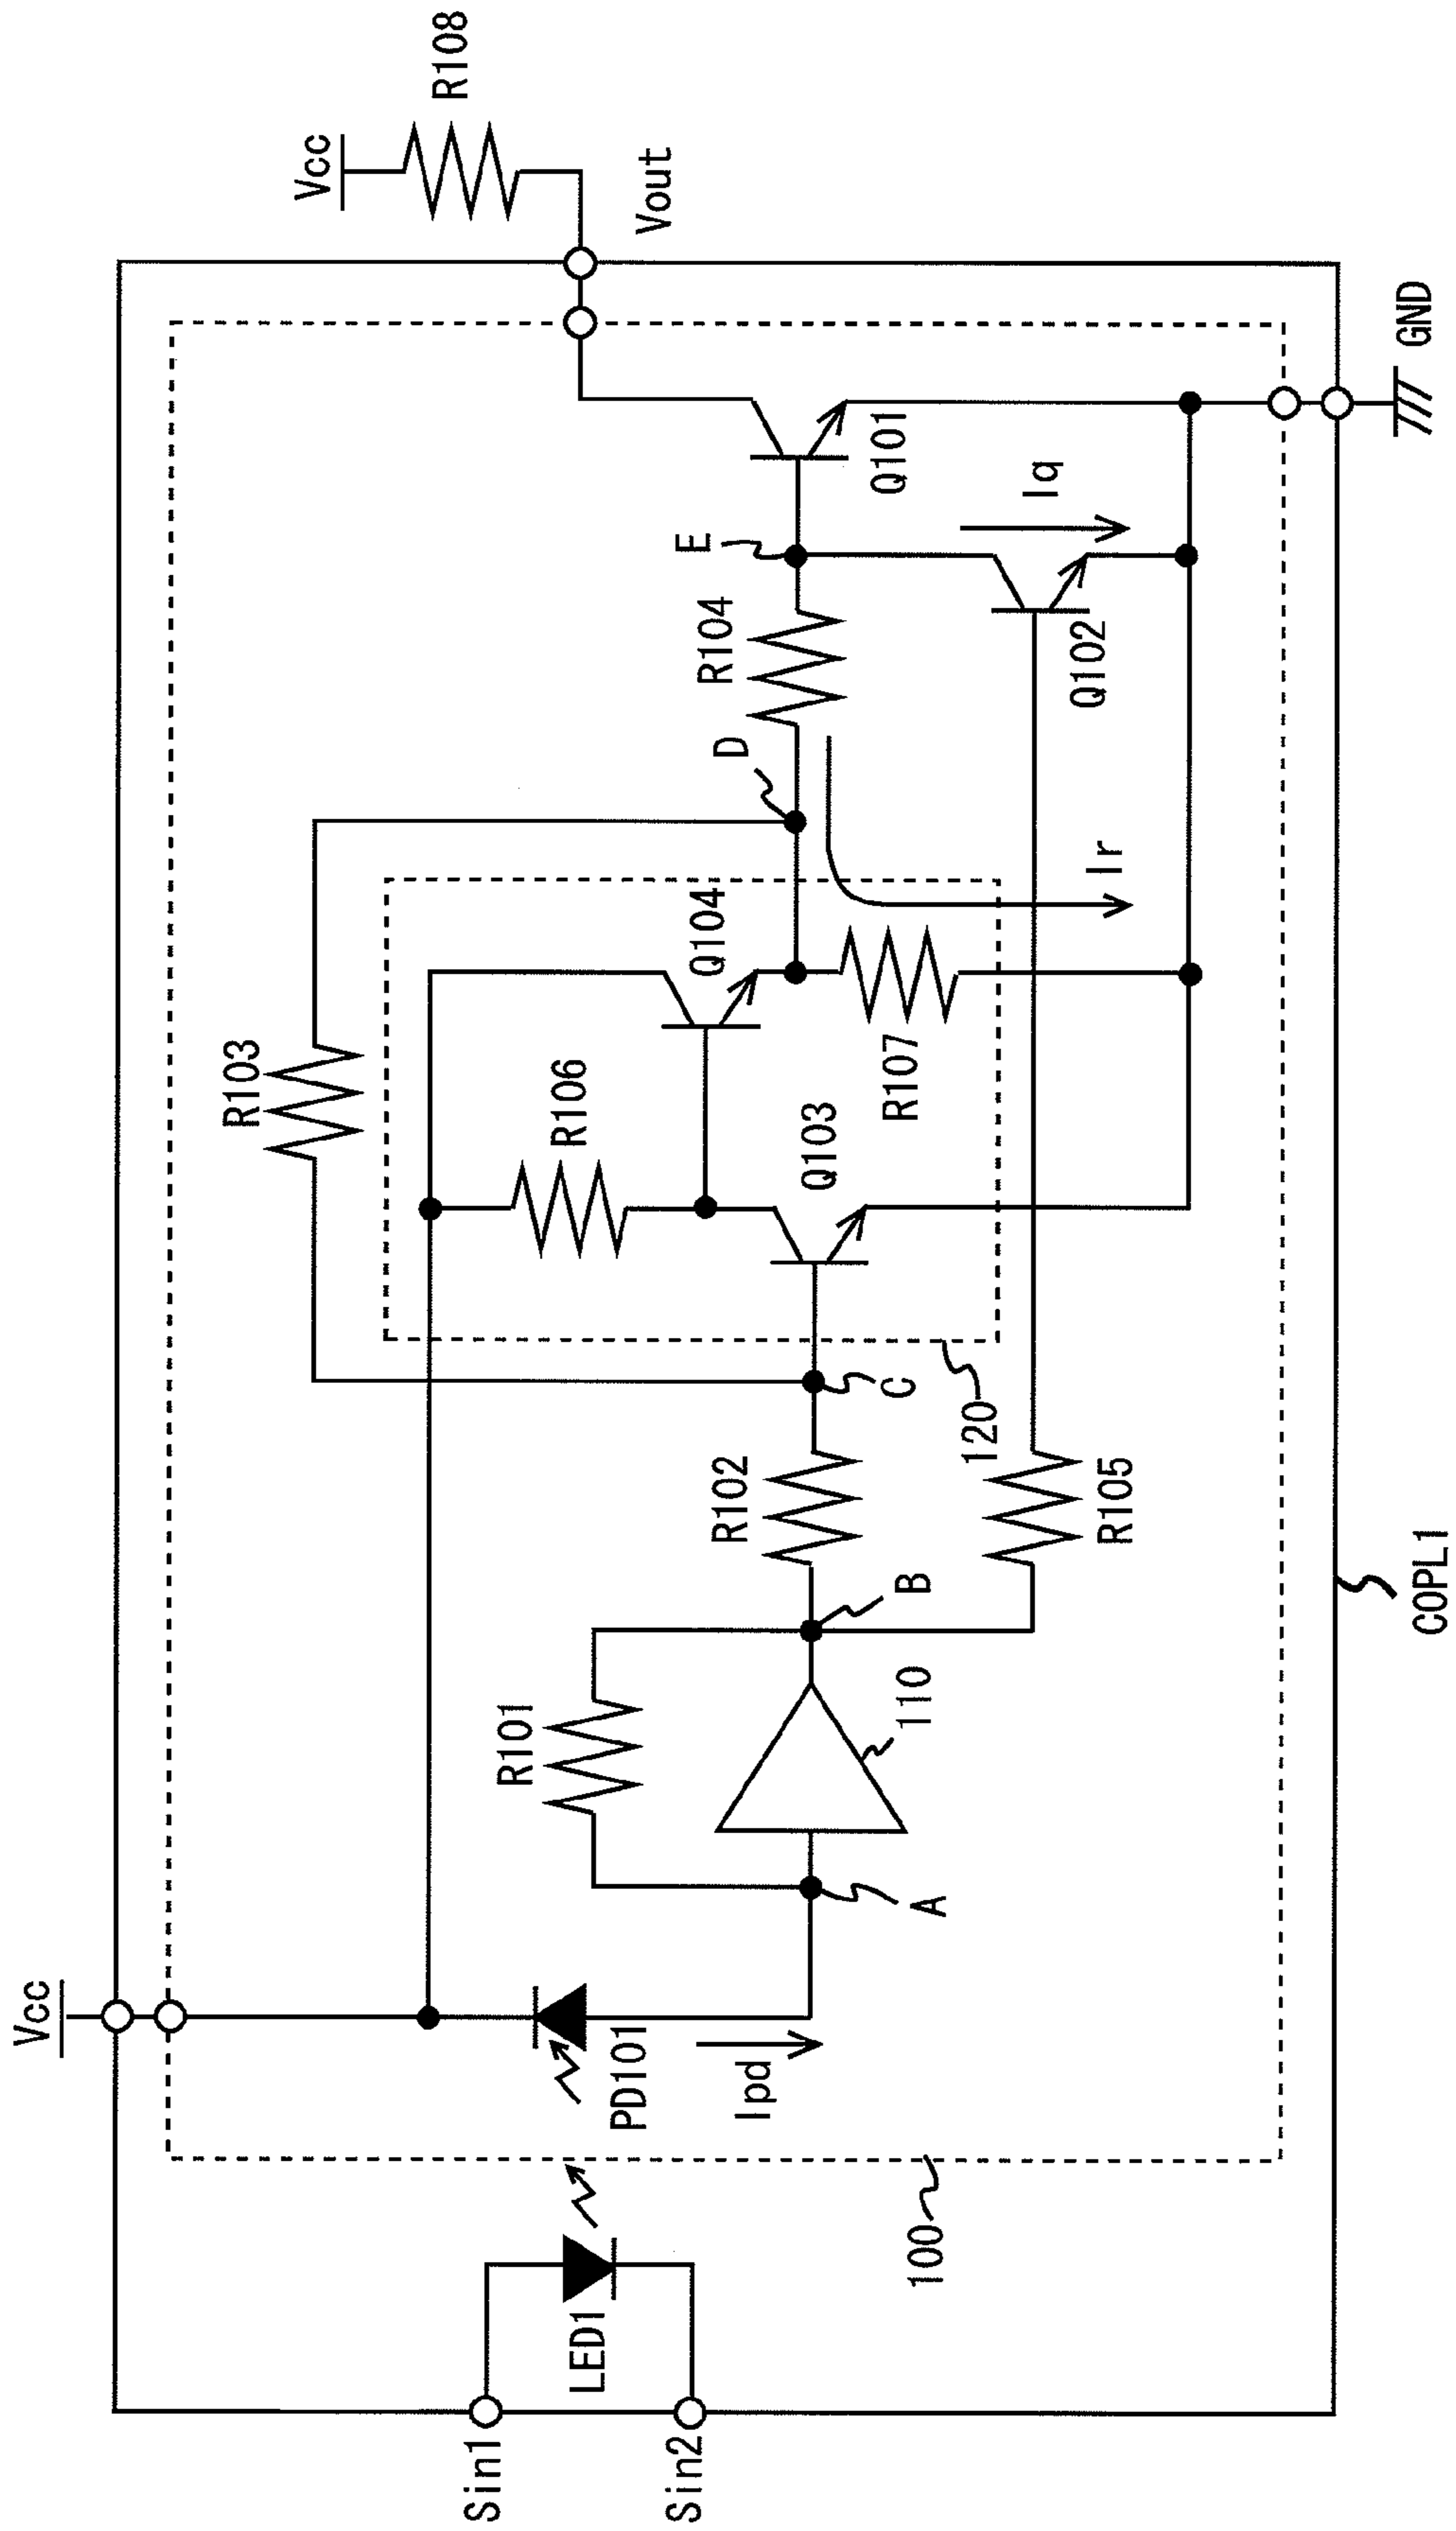 Vcc
R108
Vout
GND
Q101
E
Iq
R104
Q102
D
Ir
Q104
R107
R103
R106
Q103
C
120
R102
R105
B
R101
110
A
COPL1
Vcc
PD101
Ipd
100
LED1
Sin1
Sin2